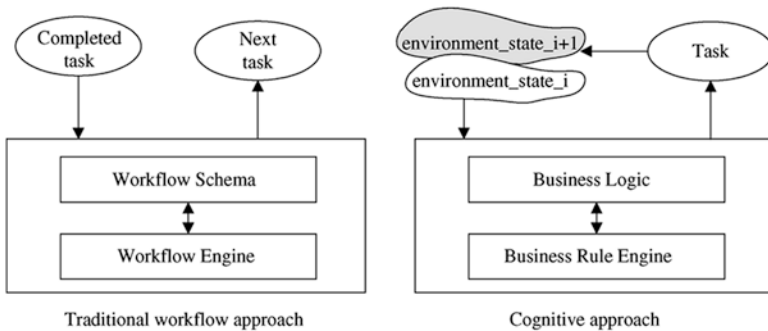 Completed
task
Next
task
Workflow Schema
Workflow Engine
Traditional workflow approach
environment_state_i+1
environment_state_i
Task
Business Logic
Business Rule Engine
Cognitive approach